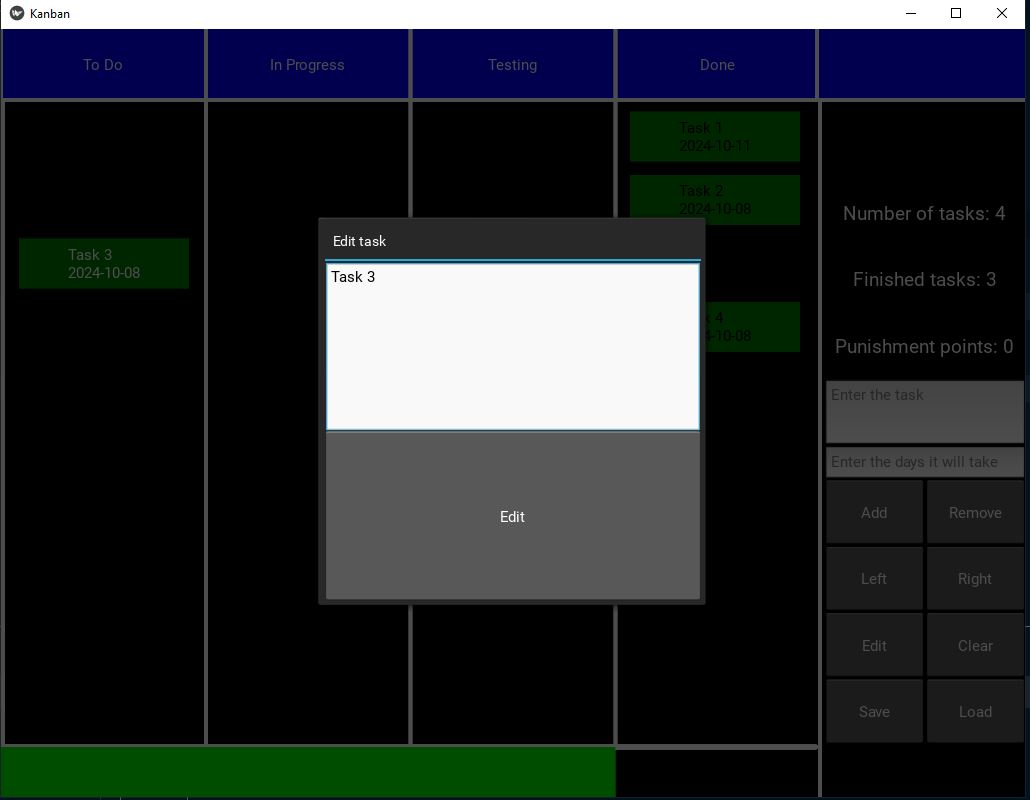 Kanban
To Do
In Progress
Testing
Done
Task 1
2024-10-11
Task 2
2024-10-08
Task 3
2024-10-08
4
10-08
Edit task
Task 3
Edit
Number of tasks: 4
Finished tasks: 3
Punishment points: 0
Enter the task
Enter the days it will take
Add
Remove
Left
Right
Edit
Clear
Save
Load